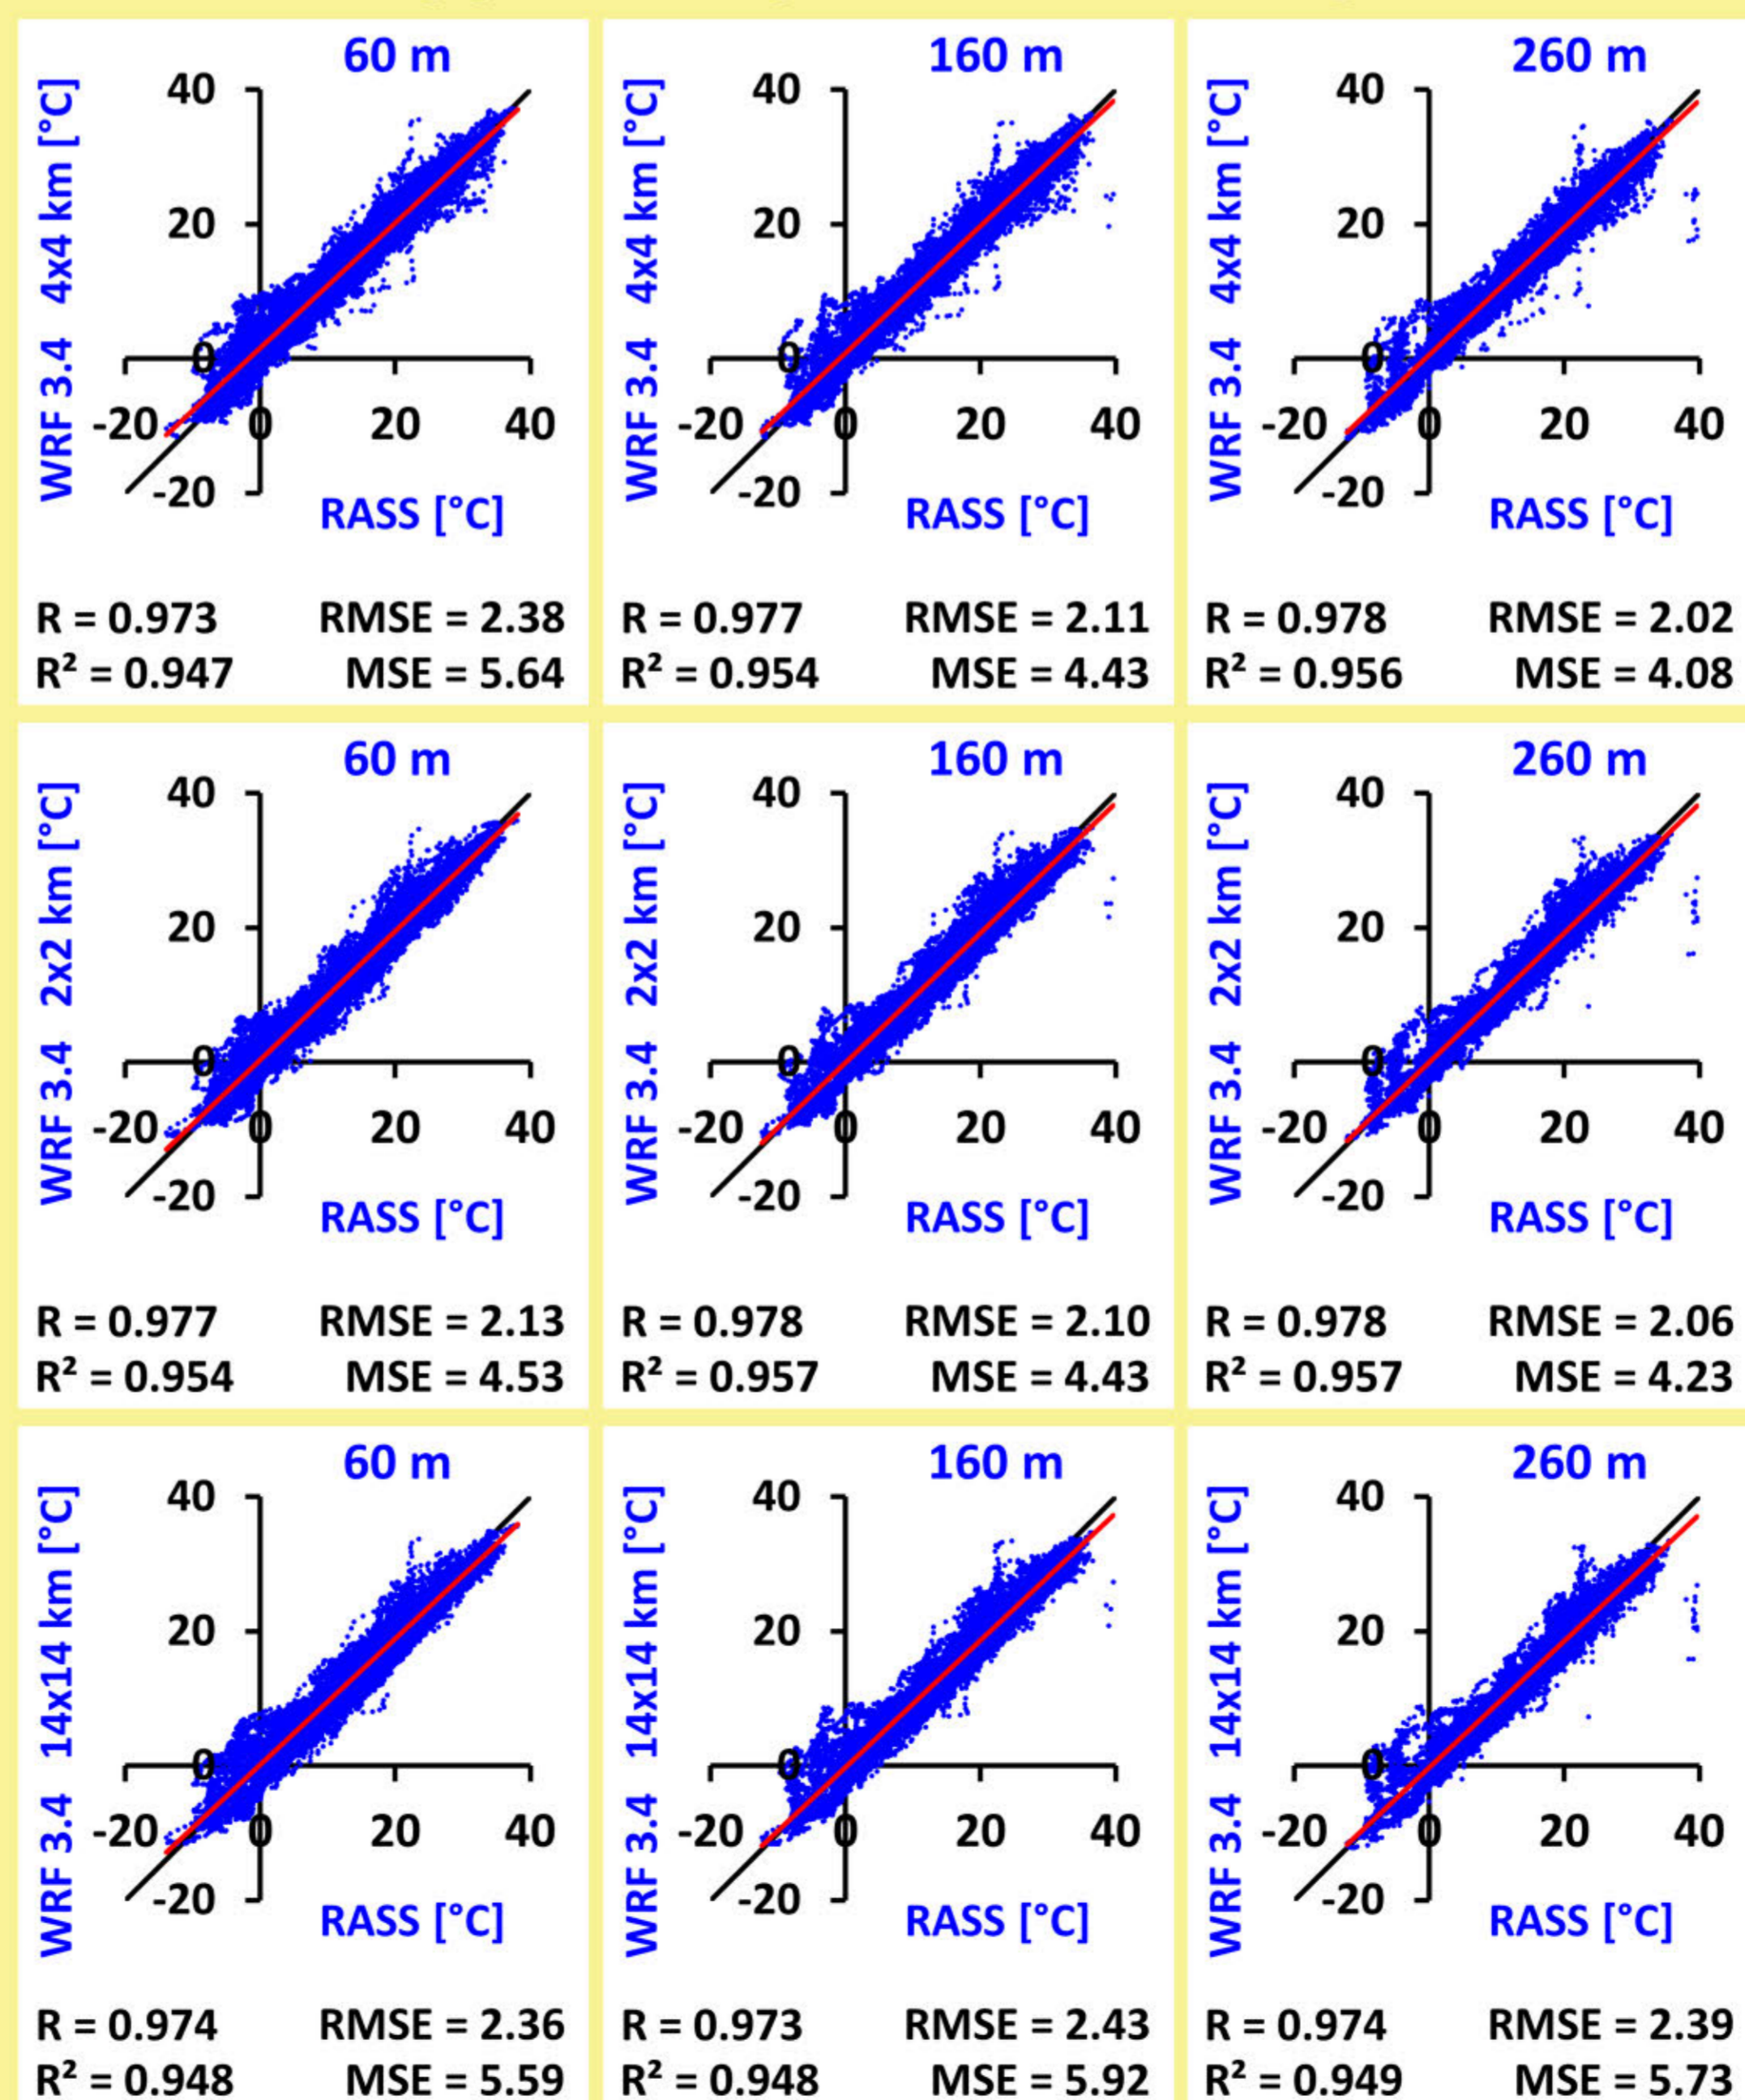 60 m
WRF 3.4 4x4 km [°C]
40
20
0
-20 0 20 40
-20
RASS [°C]
R = 0.973 RMSE = 2.38
R² = 0.947 MSE = 5.64
160 m
WRF 3.4 4x4 km [°C]
40
20
0
-20 0 20 40
-20
RASS [°C]
R = 0.977 RMSE = 2.11
R² = 0.954 MSE = 4.43
260 m
WRF 3.4 4x4 km [°C]
40
20
0
-20 0 20 40
-20
RASS [°C]
R = 0.978 RMSE = 2.02
R² = 0.956 MSE = 4.08
60 m
WRF 3.4 2x2 km [°C]
40
20
0
-20 0 20 40
-20
RASS [°C]
R = 0.977 RMSE = 2.13
R² = 0.954 MSE = 4.53
160 m
WRF 3.4 2x2 km [°C]
40
20
0
-20 0 20 40
-20
RASS [°C]
R = 0.978 RMSE = 2.10
R² = 0.957 MSE = 4.43
260 m
WRF 3.4 2x2 km [°C]
40
20
0
-20 0 20 40
-20
RASS [°C]
R = 0.978 RMSE = 2.06
R² = 0.957 MSE = 4.23
60 m
WRF 3.4 14x14 km [°C]
40
20
0
-20 0 20 40
-20
RASS [°C]
R = 0.974 RMSE = 2.36
R² = 0.948 MSE = 5.59
160 m
WRF 3.4 14x14 km [°C]
40
20
0
-20 0 20 40
-20
RASS [°C]
R = 0.973 RMSE = 2.43
R² = 0.948 MSE = 5.92
260 m
WRF 3.4 14x14 km [°C]
40
20
0
-20 0 20 40
-20
RASS [°C]
R = 0.974 RMSE = 2.39
R² = 0.949 MSE = 5.73